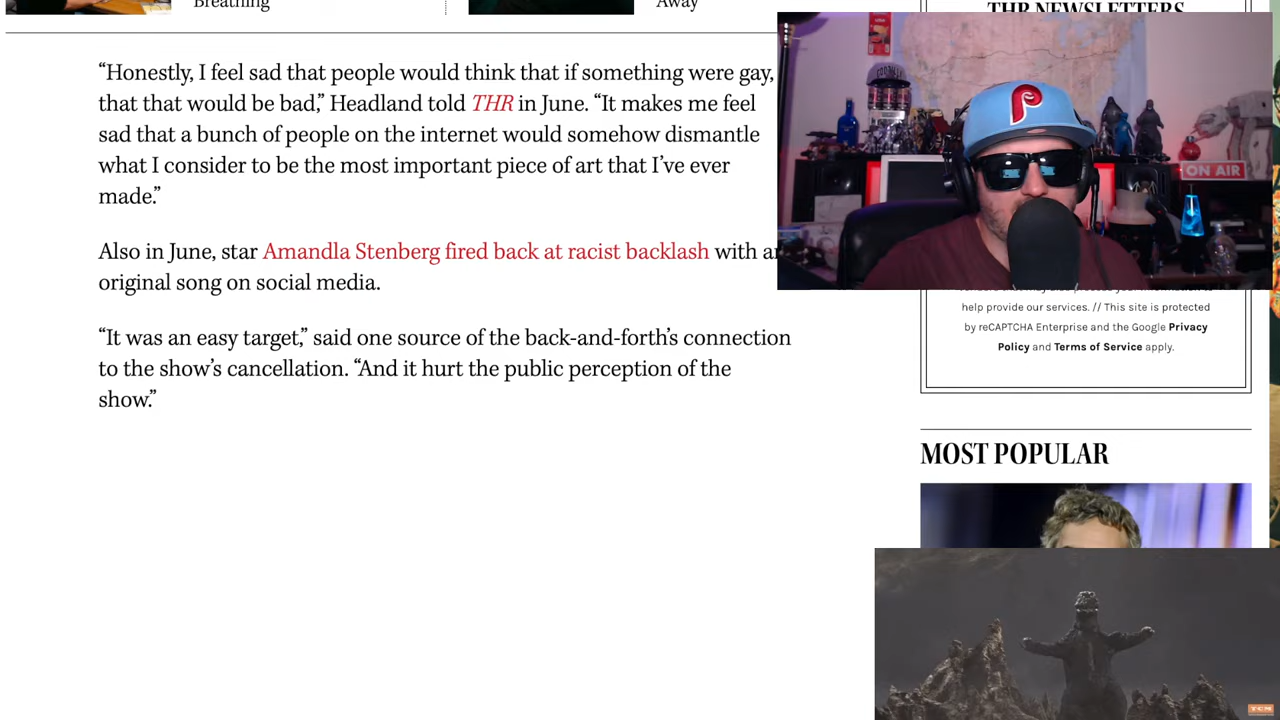 Breathing
Away
“Honestly, I feel sad that people would think that if something were gay,
that that would be bad,” Headland told THR in June. “It makes me feel
sad that a bunch of people on the internet would somehow dismantle
what I consider to be the most important piece of art that I’ve ever
made.”
Also in June, star Amandla Stenberg fired back at racist backlash with an
original song on social media.
“It was an easy target,” said one source of the back-and-forth’s connection
to the show’s cancellation. “And it hurt the public perception of the
show.”
THR NEWSLETTERS
P
ON AIR
help provide our services. // This site is protected
by reCAPTCHA Enterprise and the Google Privacy
Policy and Terms of Service apply.
MOST POPULAR
TCM